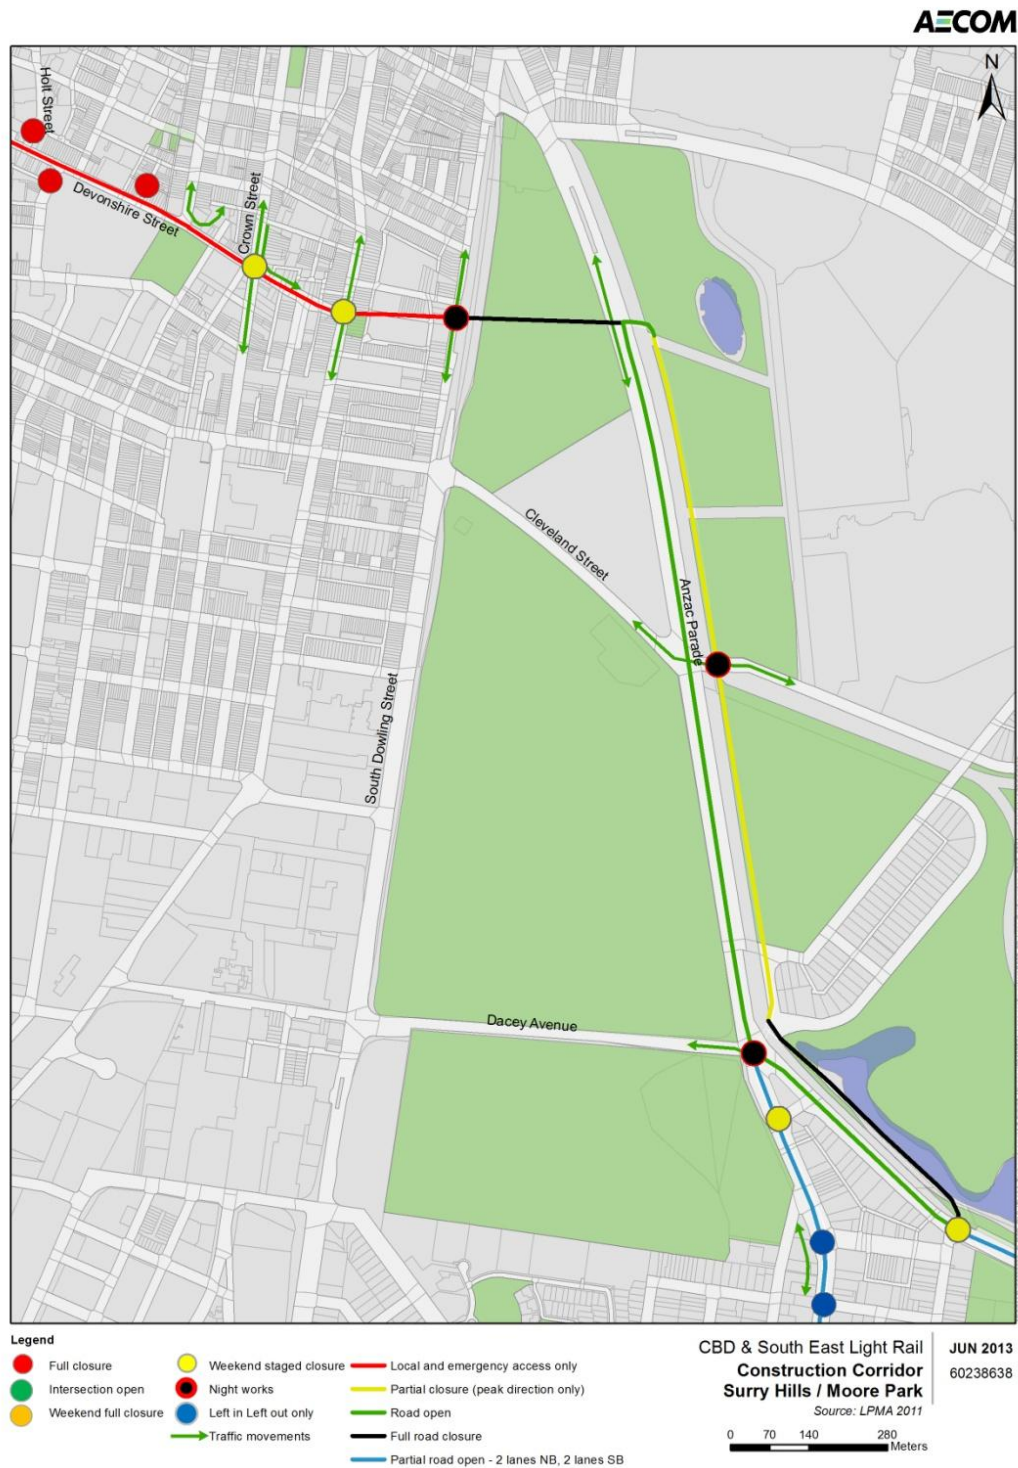 AECOM
N
Holt Street
Devonshire Street
Crown Street
Cleveland Street
Anzac Parade
South Dowling Street
Dacey Avenue
Legend
Full closure
Intersection open
Weekend full closure
Weekend staged closure
Night works
Left in Left out only
Traffic movements
Local and emergency access only
Partial closure (peak direction only)
Road open
Full road closure
Partial road open - 2 lanes NB, 2 lanes SB
CBD & South East Light Rail
Construction Corridor
Surry Hills / Moore Park
Source: LPMA 2011
0 70 140 280
Meters
JUN 2013
60238638